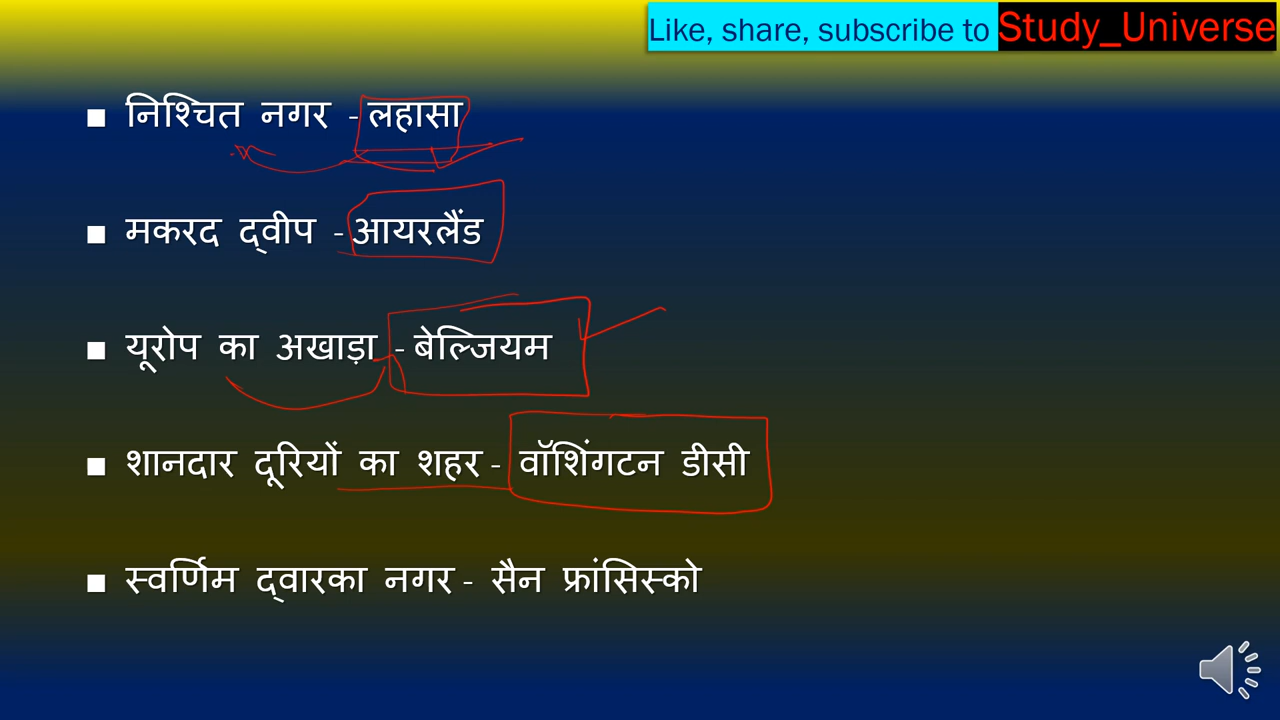 Like, share, subscribe to Study_Universe
■ निश्चित नगर - लहासा
■ मकरद द्वीप - आयरलैंड
■ यूरोप का अखाड़ा - बेल्जियम
■ शानदार दूरियों का शहर - वॉशिंगटन डीसी
■ स्वर्णिम द्वारका नगर - सैन फ्रांसिस्को